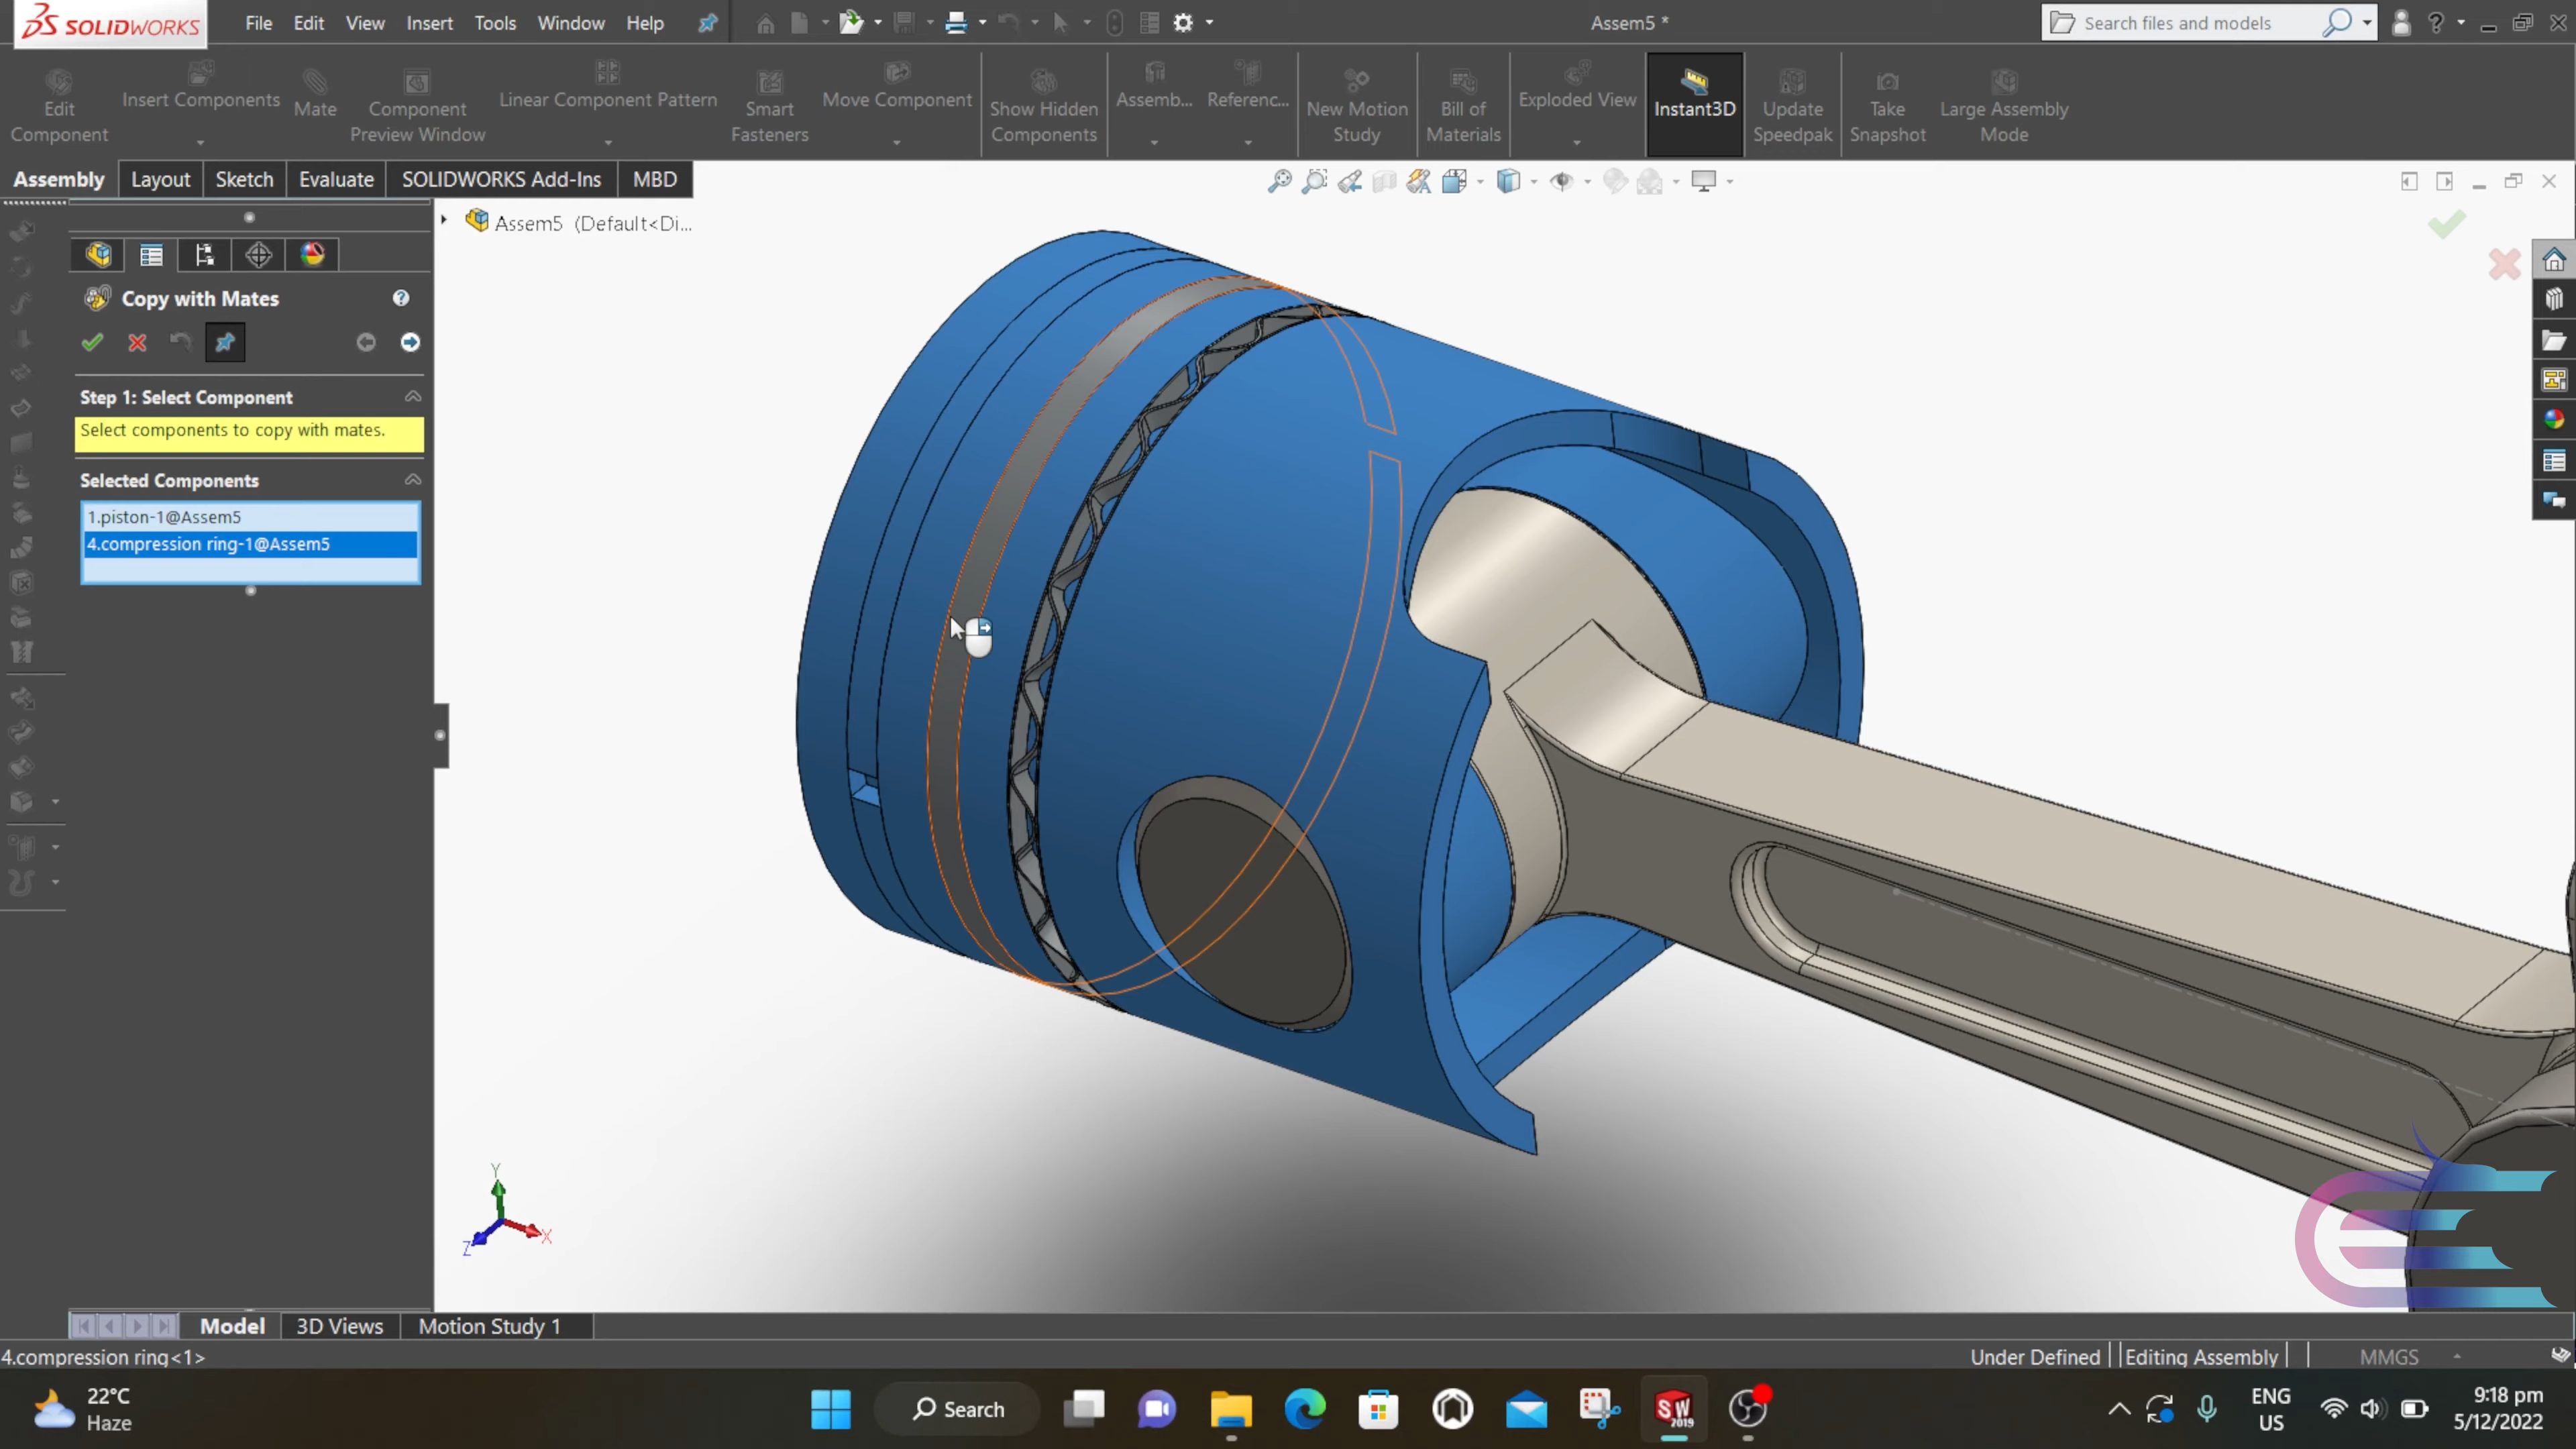 SOLIDWORKS
File Edit View Insert Tools Window Help
Assem5 *
Search files and models
Edit Component
Insert Components
Mate
Component Preview Window
Linear Component Pattern
Smart Fasteners
Move Component
Show Hidden Components
Assemb...
Referenc...
New Motion Study
Bill of Materials
Exploded View
Instant3D
Update Speedpak
Take Snapshot
Large Assembly Mode
Assembly Layout Sketch Evaluate SOLIDWORKS Add-Ins MBD
Assem5 (Default<Di...
Copy with Mates
Step 1: Select Component
Select components to copy with mates.
Selected Components
1.piston-1@Assem5
4.compression ring-1@Assem5
Y
X
Z
Model 3D Views Motion Study 1
4.compression ring<1>
Under Defined Editing Assembly MMGS
22°C
Haze
Search
SW
2019
ENG
US
9:18 pm
5/12/2022